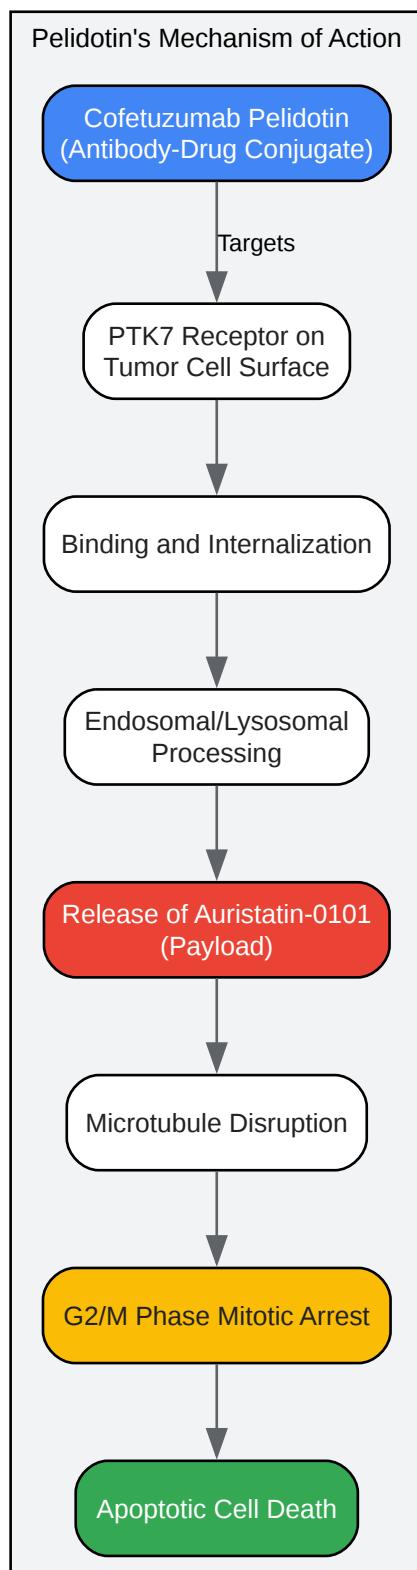 Pelidotin's Mechanism of Action
Cofetuzumab Pelidotin
(Antibody-Drug Conjugate)
Targets
PTK7 Receptor on
Tumor Cell Surface
Binding and Internalization
Endosomal/Lysosomal
Processing
Release of Auristatin-0101
(Payload)
Microtubule Disruption
G2/M Phase Mitotic Arrest
Apoptotic Cell Death